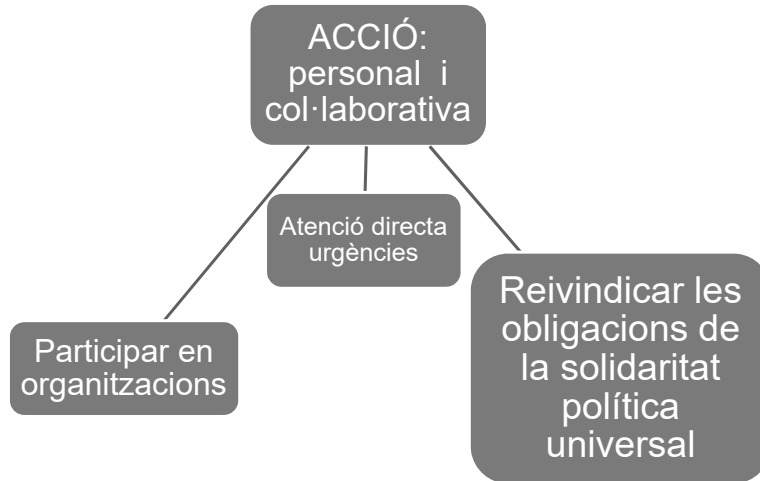 ACCIÓ:
personal  i
col·laborativa
Atenció directa
urgències
Participar en
organitzacions
Reivindicar les
obligacions de
la solidaritat
política
universal